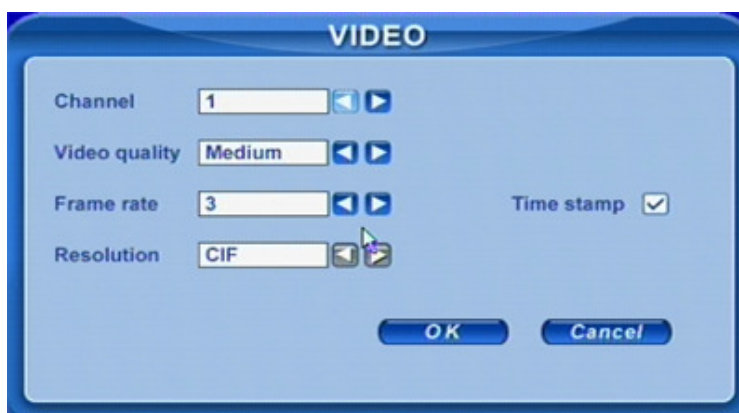 VIDEO
Channel 1
Video quality Medium
Frame rate 3 Time stamp
Resolution CIF
OK Cancel